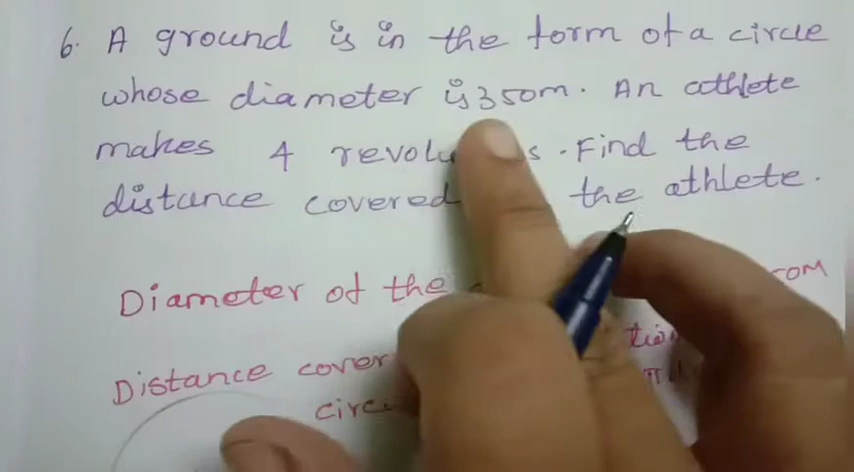 6. A ground is in the form of a circle
whose diameter is 350m. An athlete
makes 4 revolu s. Find the
distance covered the athlete.
Diameter of the
Distance cover